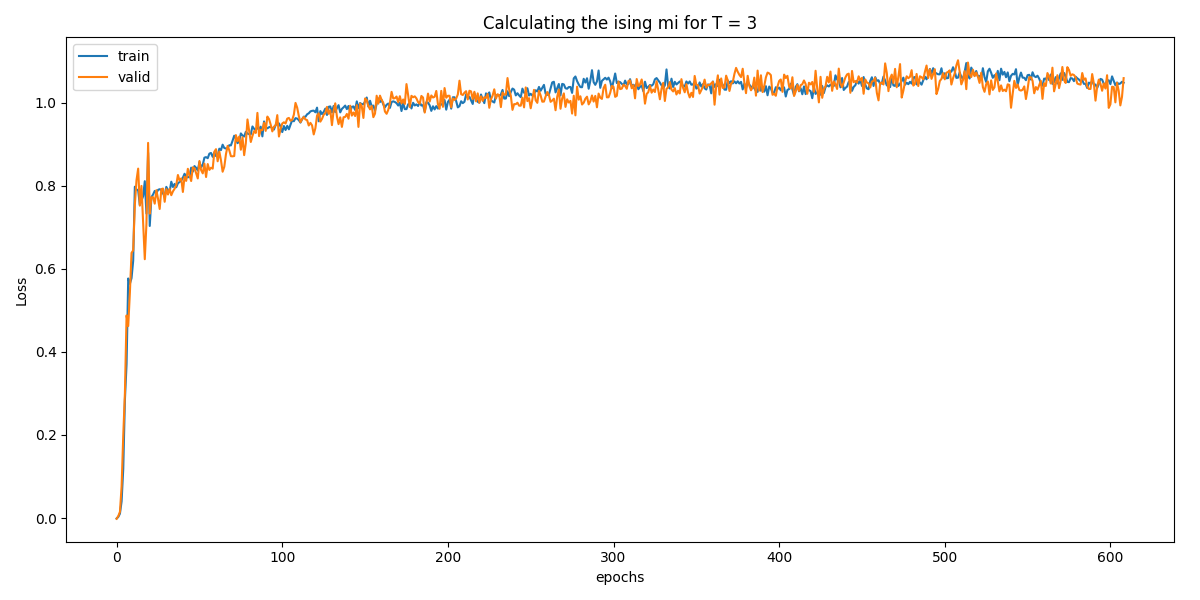 Calculating the ising mi for T = 3
train
valid
Loss
1.0
0.8
0.6
0.4
0.2
0.0
0 100 200 300 400 500 600
epochs